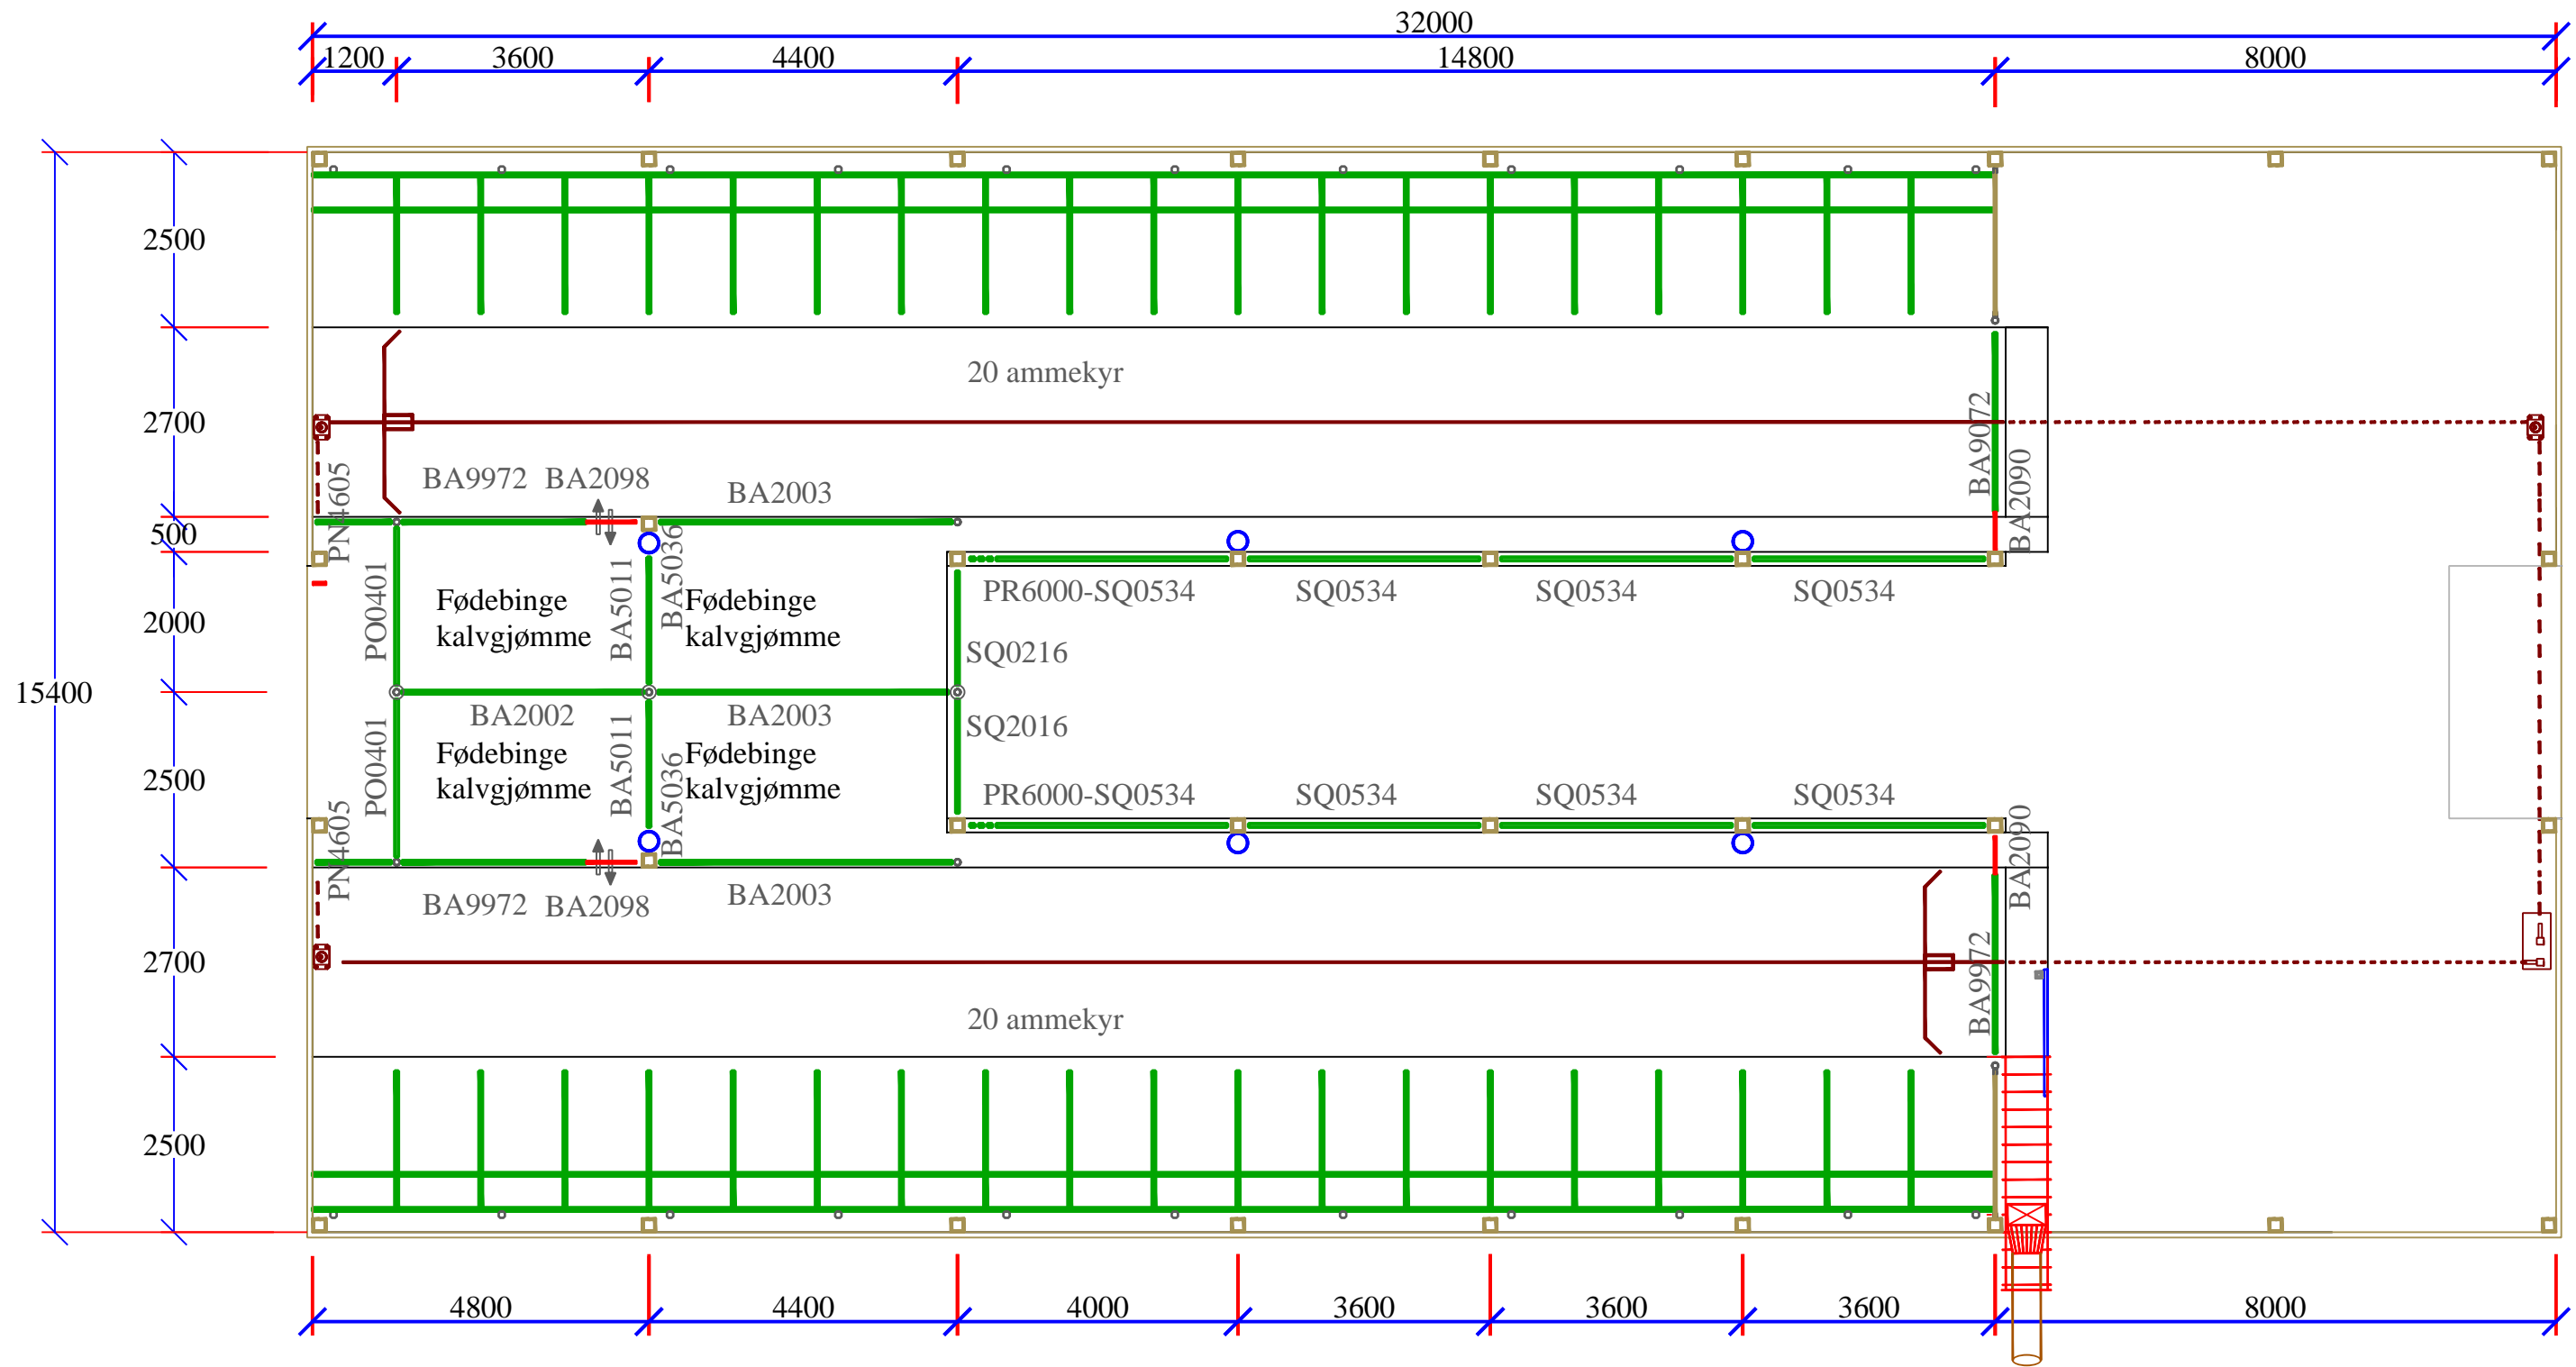 32000
1200
3600
4400
14800
8000
2500
20 ammekyr
2700
BA9072
BA9972
BA2098
BA2003
PN4605
BA2090
500
BA5036
PO0401
BA5011
Fødebinge
kalvgjømme
Fødebinge
kalvgjømme
PR6000-SQ0534
SQ0534
SQ0534
SQ0534
2000
SQ0216
15400
BA2002
BA2003
SQ2016
PO0401
BA5011
BA5036
Fødebinge
kalvgjømme
Fødebinge
kalvgjømme
2500
PR6000-SQ0534
SQ0534
SQ0534
SQ0534
PN4605
BA2090
BA9972
BA2098
BA2003
2700
BA9972
20 ammekyr
2500
4800
4400
4000
3600
3600
3600
8000